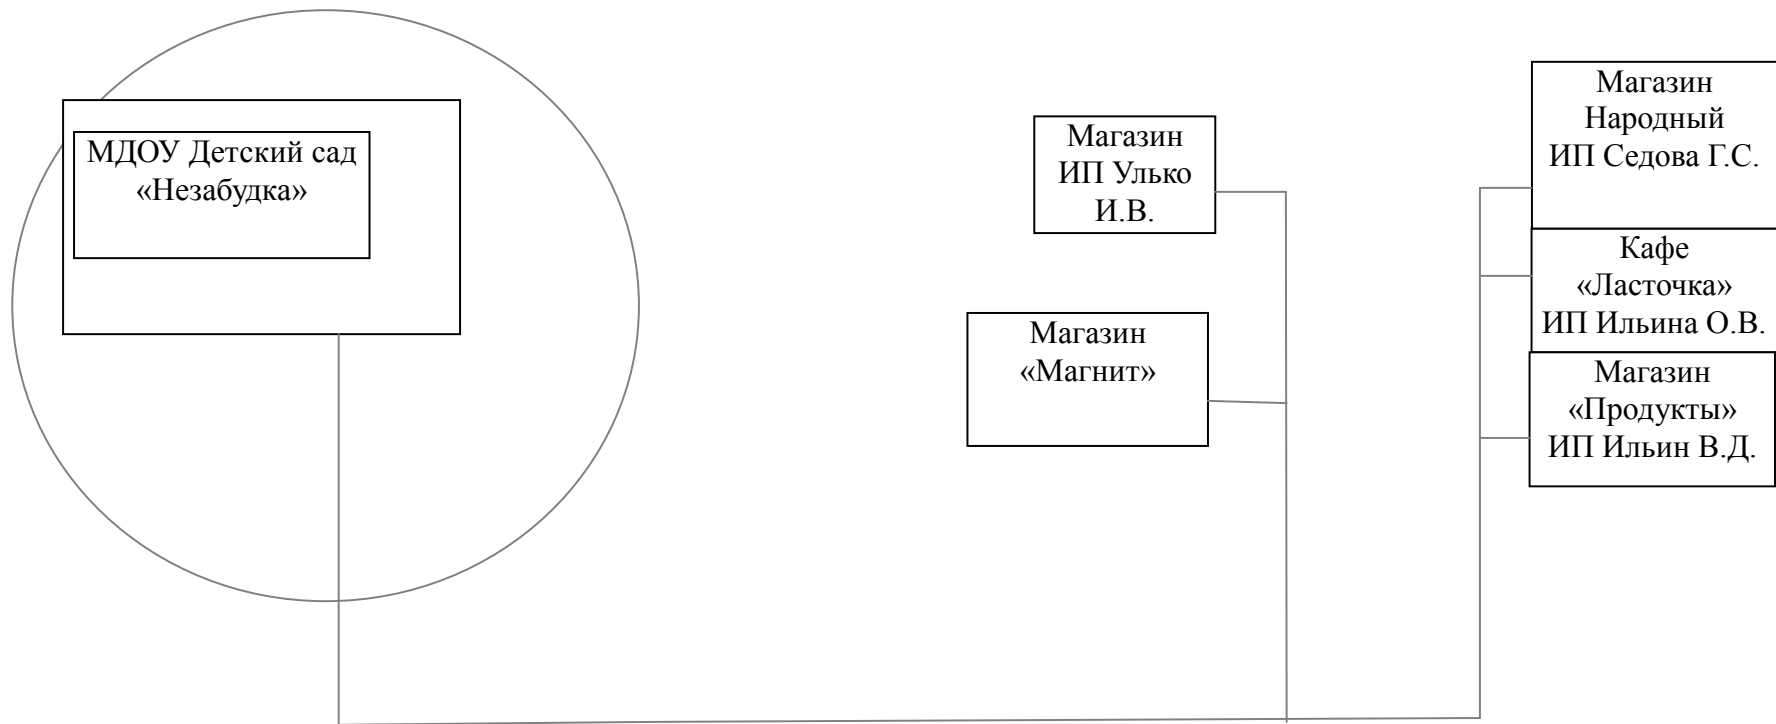 МДОУ Детский сад
«Незабудка»
Магазин
ИП Улько
И.В.
Магазин
«Магнит»
Магазин
Народный
ИП Седова Г.С.
Кафе
«Ласточка»
ИП Ильина О.В.
Магазин
«Продукты»
ИП Ильин В.Д.